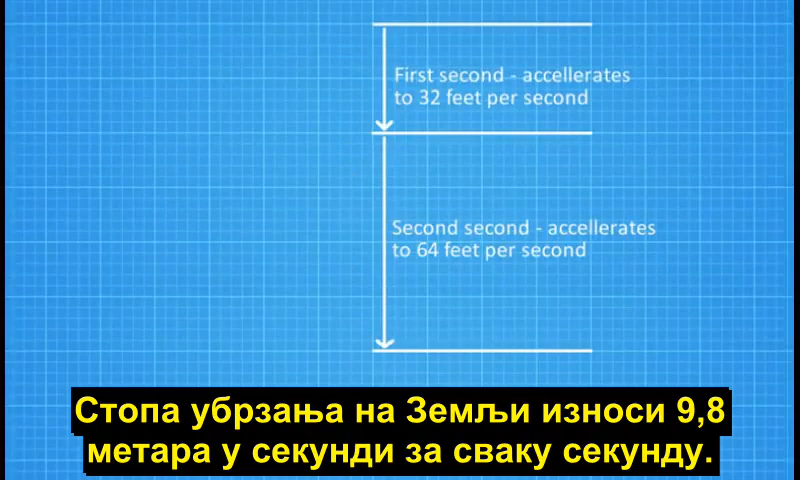 First second - accellerates
to 32 feet per second
Second second - accellerates
to 64 feet per second
Стопа убрзања на Земљи износи 9,8
метара у секунди за сваку секунду.